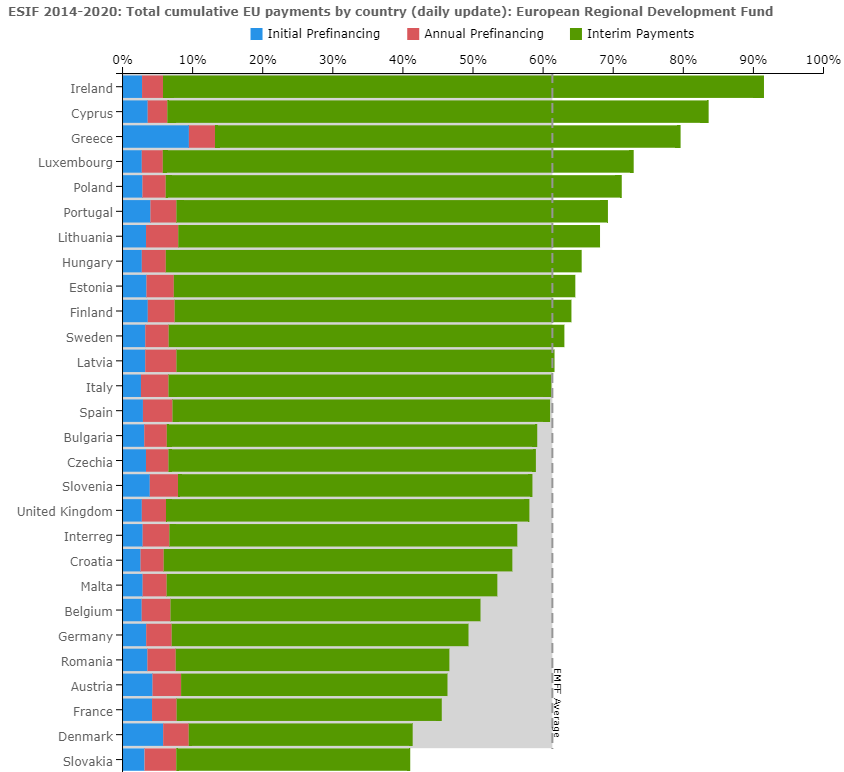 ESIF 2014-2020: Total cumulative EU payments by country (daily update): European Regional Development Fund
Initial Prefinancing Annual Prefinancing Interim Payments
0% 10% 20% 30% 40% 50% 60% 70% 80% 90% 100%
Ireland
Cyprus
Greece
Luxembourg
Poland
Portugal
Lithuania
Hungary
Estonia
Finland
Sweden
Latvia
Italy
Spain
Bulgaria
Czechia
Slovenia
United Kingdom
Interreg
Croatia
Malta
Belgium
Germany
Romania
Austria
France
Denmark
Slovakia
EMFF Average